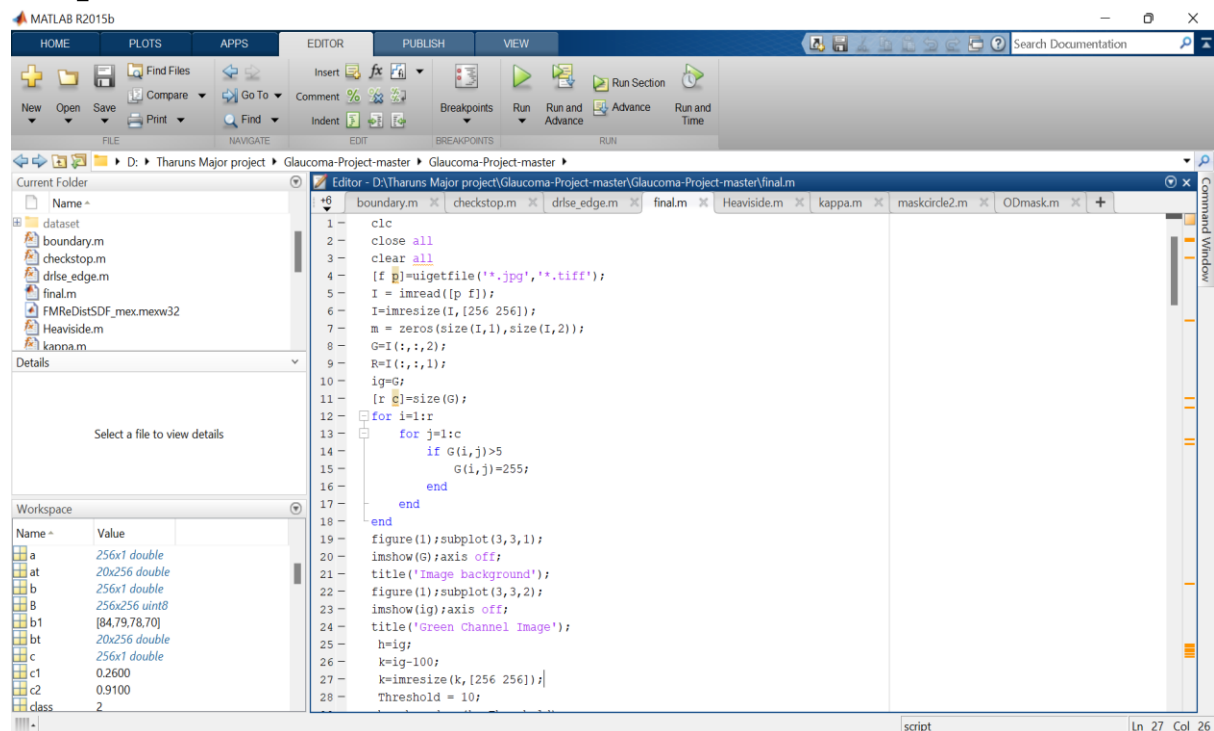 MATLAB R2015b
HOME PLOTS APPS EDITOR PUBLISH VIEW Search Documentation
New Open Save Find Files Compare Print Go To Find Insert Comment Indent Breakpoints Run Run and Advance Run Section Advance Run and Time
FILE NAVIGATE EDIT BREAKPOINTS RUN
D: Tharuns Major project Glaucoma-Project-master Glaucoma-Project-master
Current Folder
Name
dataset
boundary.m
checkstop.m
drlse_edge.m
final.m
FMReDistSDF_mex.mexw32
Heaviside.m
kappa.m
Details
Select a file to view details
Workspace
Name Value
a 256x1 double
at 20x256 double
b 256x1 double
B 256x256 uint8
b1 [84,79,78,70]
bt 20x256 double
c 256x1 double
c1 0.2600
c2 0.9100
class 2
Editor - D:\Tharuns Major project\Glaucoma-Project-master\Glaucoma-Project-master\final.m
+6 boundary.m checkstop.m drlse_edge.m final.m Heaviside.m kappa.m maskcircle2.m ODmask.m +
1 clc
2 close all
3 clear all
4 [f p]=uigetfile('*.jpg','*.tiff');
5 I = imread([p f]);
6 I=imresize(I,[256 256]);
7 m = zeros(size(I,1),size(I,2));
8 G=I(:,:,2);
9 R=I(:,:,1);
10 ig=G;
11 [r c]=size(G);
12 for i=1:r
13 for j=1:c
14 if G(i,j)>5
15 G(i,j)=255;
16 end
17 end
18 end
19 figure(1);subplot(3,3,1);
20 imshow(G);axis off;
21 title('Image background');
22 figure(1);subplot(3,3,2);
23 imshow(ig);axis off;
24 title('Green Channel Image');
25 h=ig;
26 k=ig-100;
27 k=imresize(k,[256 256]);
28 Threshold = 10;
Command Window
script Ln 27 Col 26